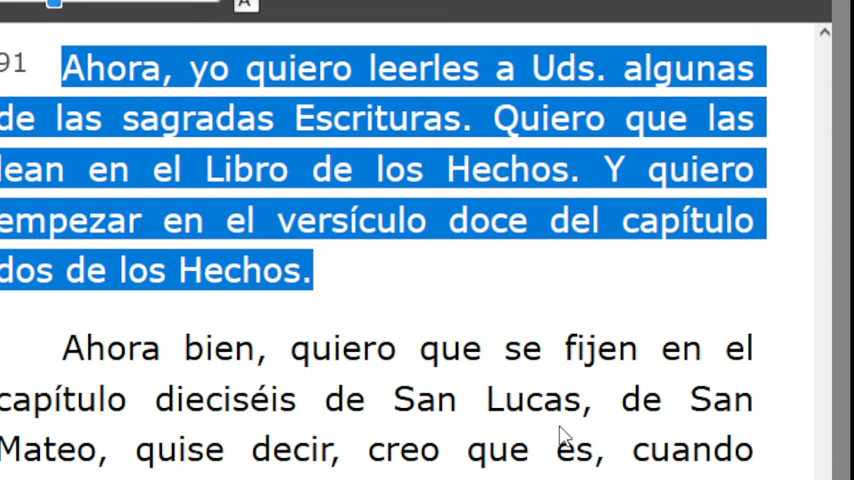 A
91 Ahora, yo quiero leerles a Uds. algunas
de las sagradas Escrituras. Quiero que las
lean en el Libro de los Hechos. Y quiero
empezar en el versículo doce del capítulo
dos de los Hechos.
Ahora bien, quiero que se fijen en el
capítulo dieciséis de San Lucas, de San
Mateo, quise decir, creo que es, cuando